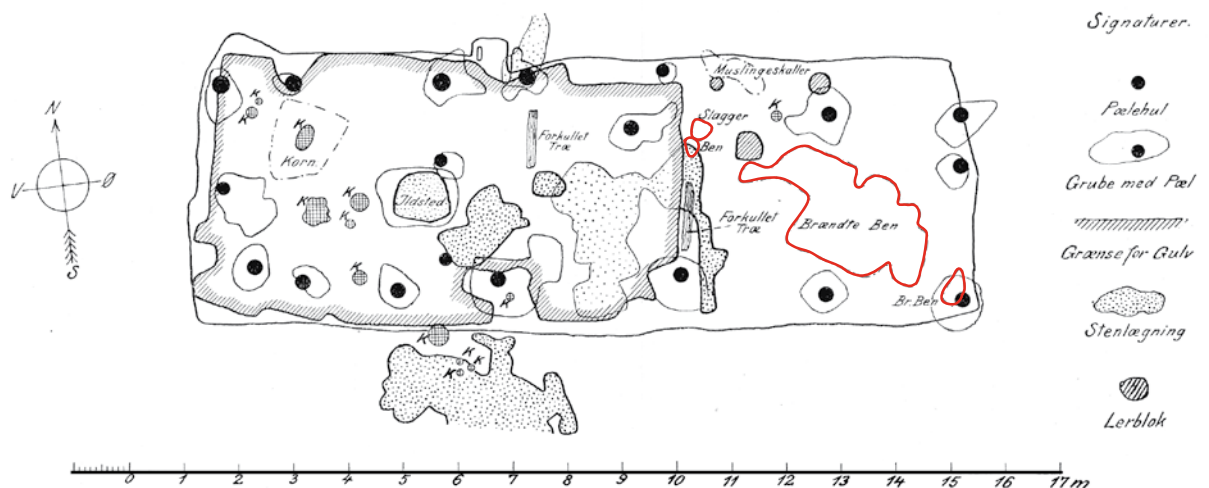 Signaturer.
Pælehul
Grube med Pæl
Grænse for Gulv
Stenlægning
Lerblok
N
V
Ø
S
Muslingeskaller
K
K
K
Korn.
Forkullet
Træ
Slagger
Ben
K
K
K
Ildsted
Forkullet
Træ
Brændte Ben
K
K
Br. Ben
K
K
K
K
0 1 2 3 4 5 6 7 8 9 10 11 12 13 14 15 16 17 m